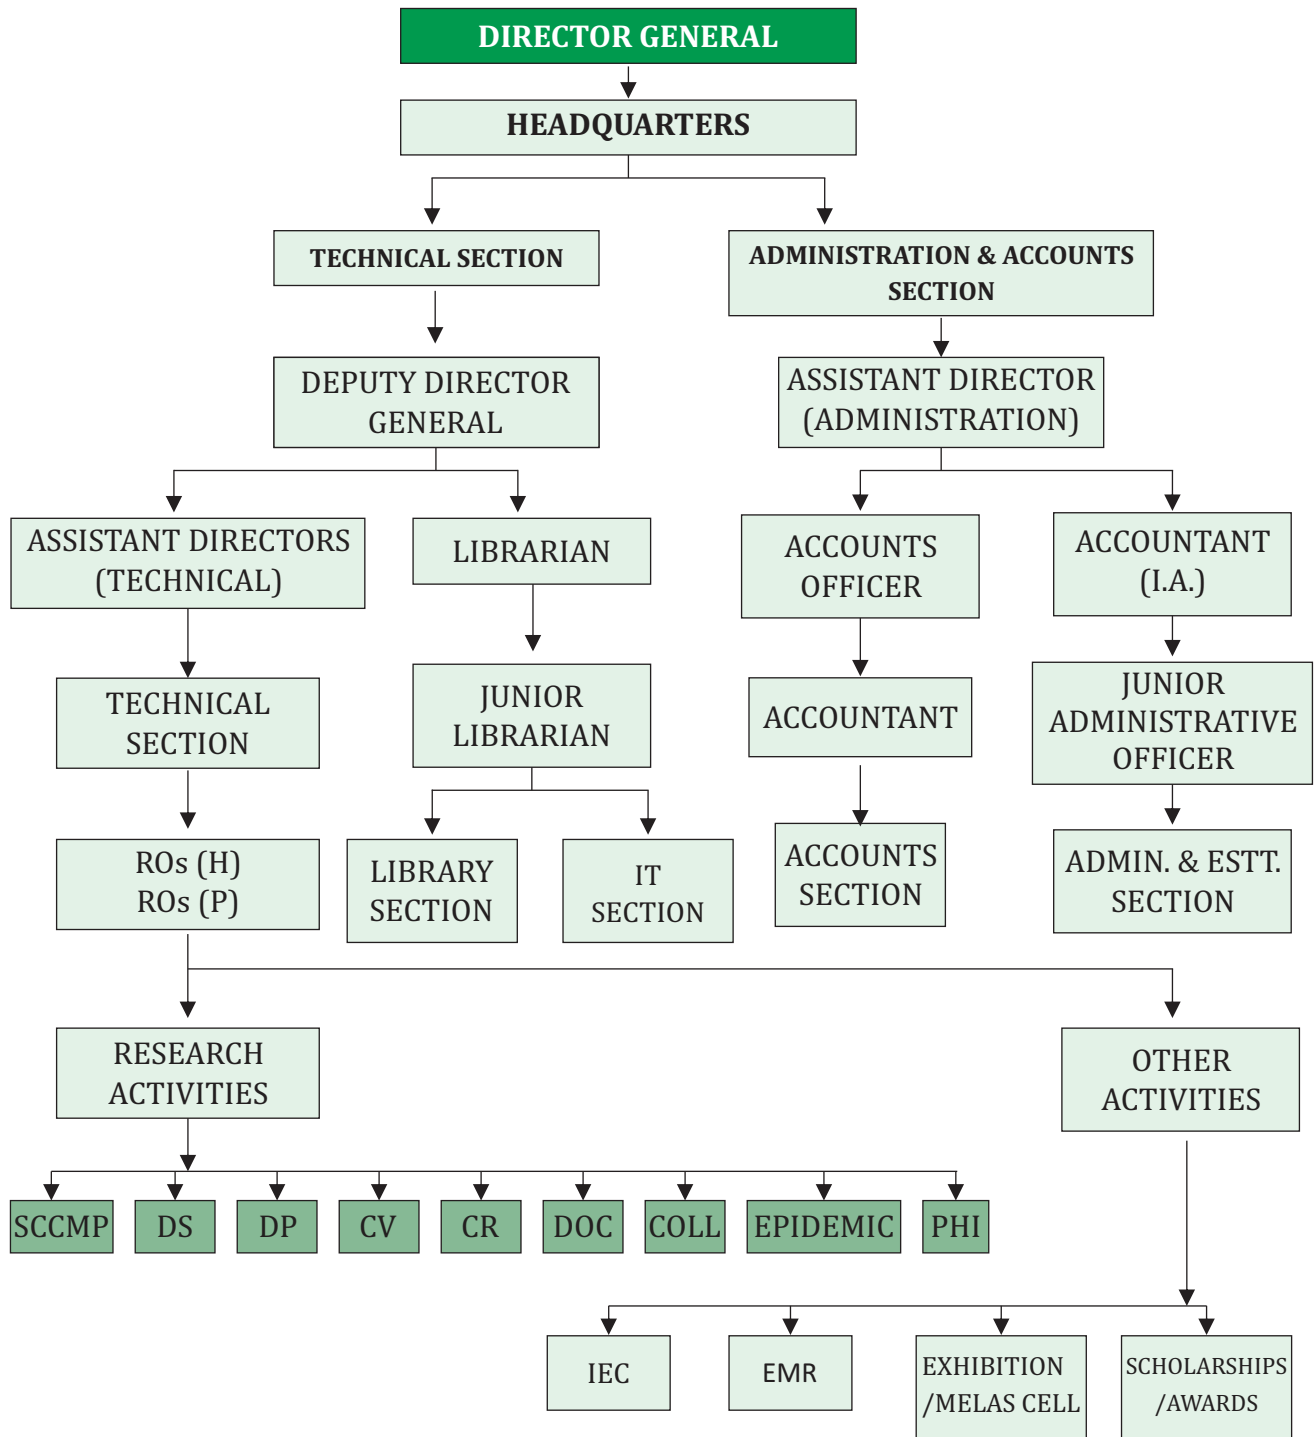 DIRECTOR GENERAL
HEADQUARTERS
TECHNICAL SECTION
ADMINISTRATION & ACCOUNTS
SECTION
DEPUTY DIRECTOR
GENERAL
ASSISTANT DIRECTOR
(ADMINISTRATION)
ASSISTANT DIRECTORS
(TECHNICAL)
LIBRARIAN
ACCOUNTS
OFFICER
ACCOUNTANT
(I.A.)
TECHNICAL
SECTION
JUNIOR
LIBRARIAN
ACCOUNTANT
JUNIOR
ADMINISTRATIVE
OFFICER
ROs (H)
ROs (P)
LIBRARY
SECTION
IT
SECTION
ACCOUNTS
SECTION
ADMIN. & ESTT.
SECTION
RESEARCH
ACTIVITIES
OTHER
ACTIVITIES
SCCMP
DS
DP
CV
CR
DOC
COLL
EPIDEMIC
PHI
IEC
EMR
EXHIBITION
/MELAS CELL
SCHOLARSHIPS
/AWARDS